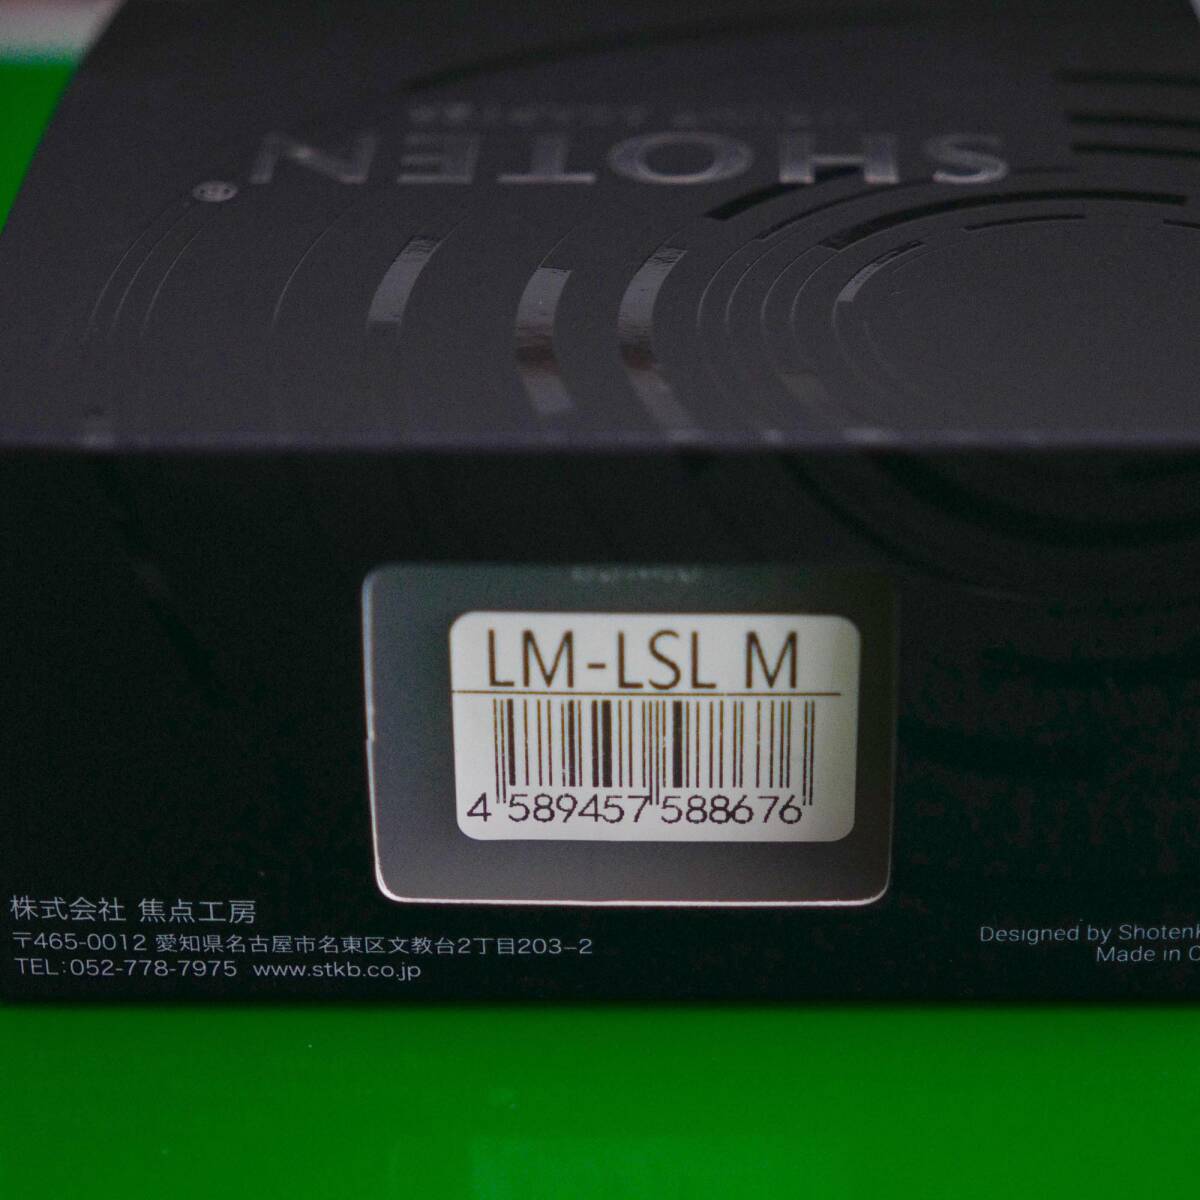 SHOTEN®
LM-LSL M
4 589457 588676
株式会社 焦点工房
〒465-0012 愛知県名古屋市名東区文教台2丁目203-2
TEL:052-778-7975 www.stkb.co.jp
Designed by
Made in